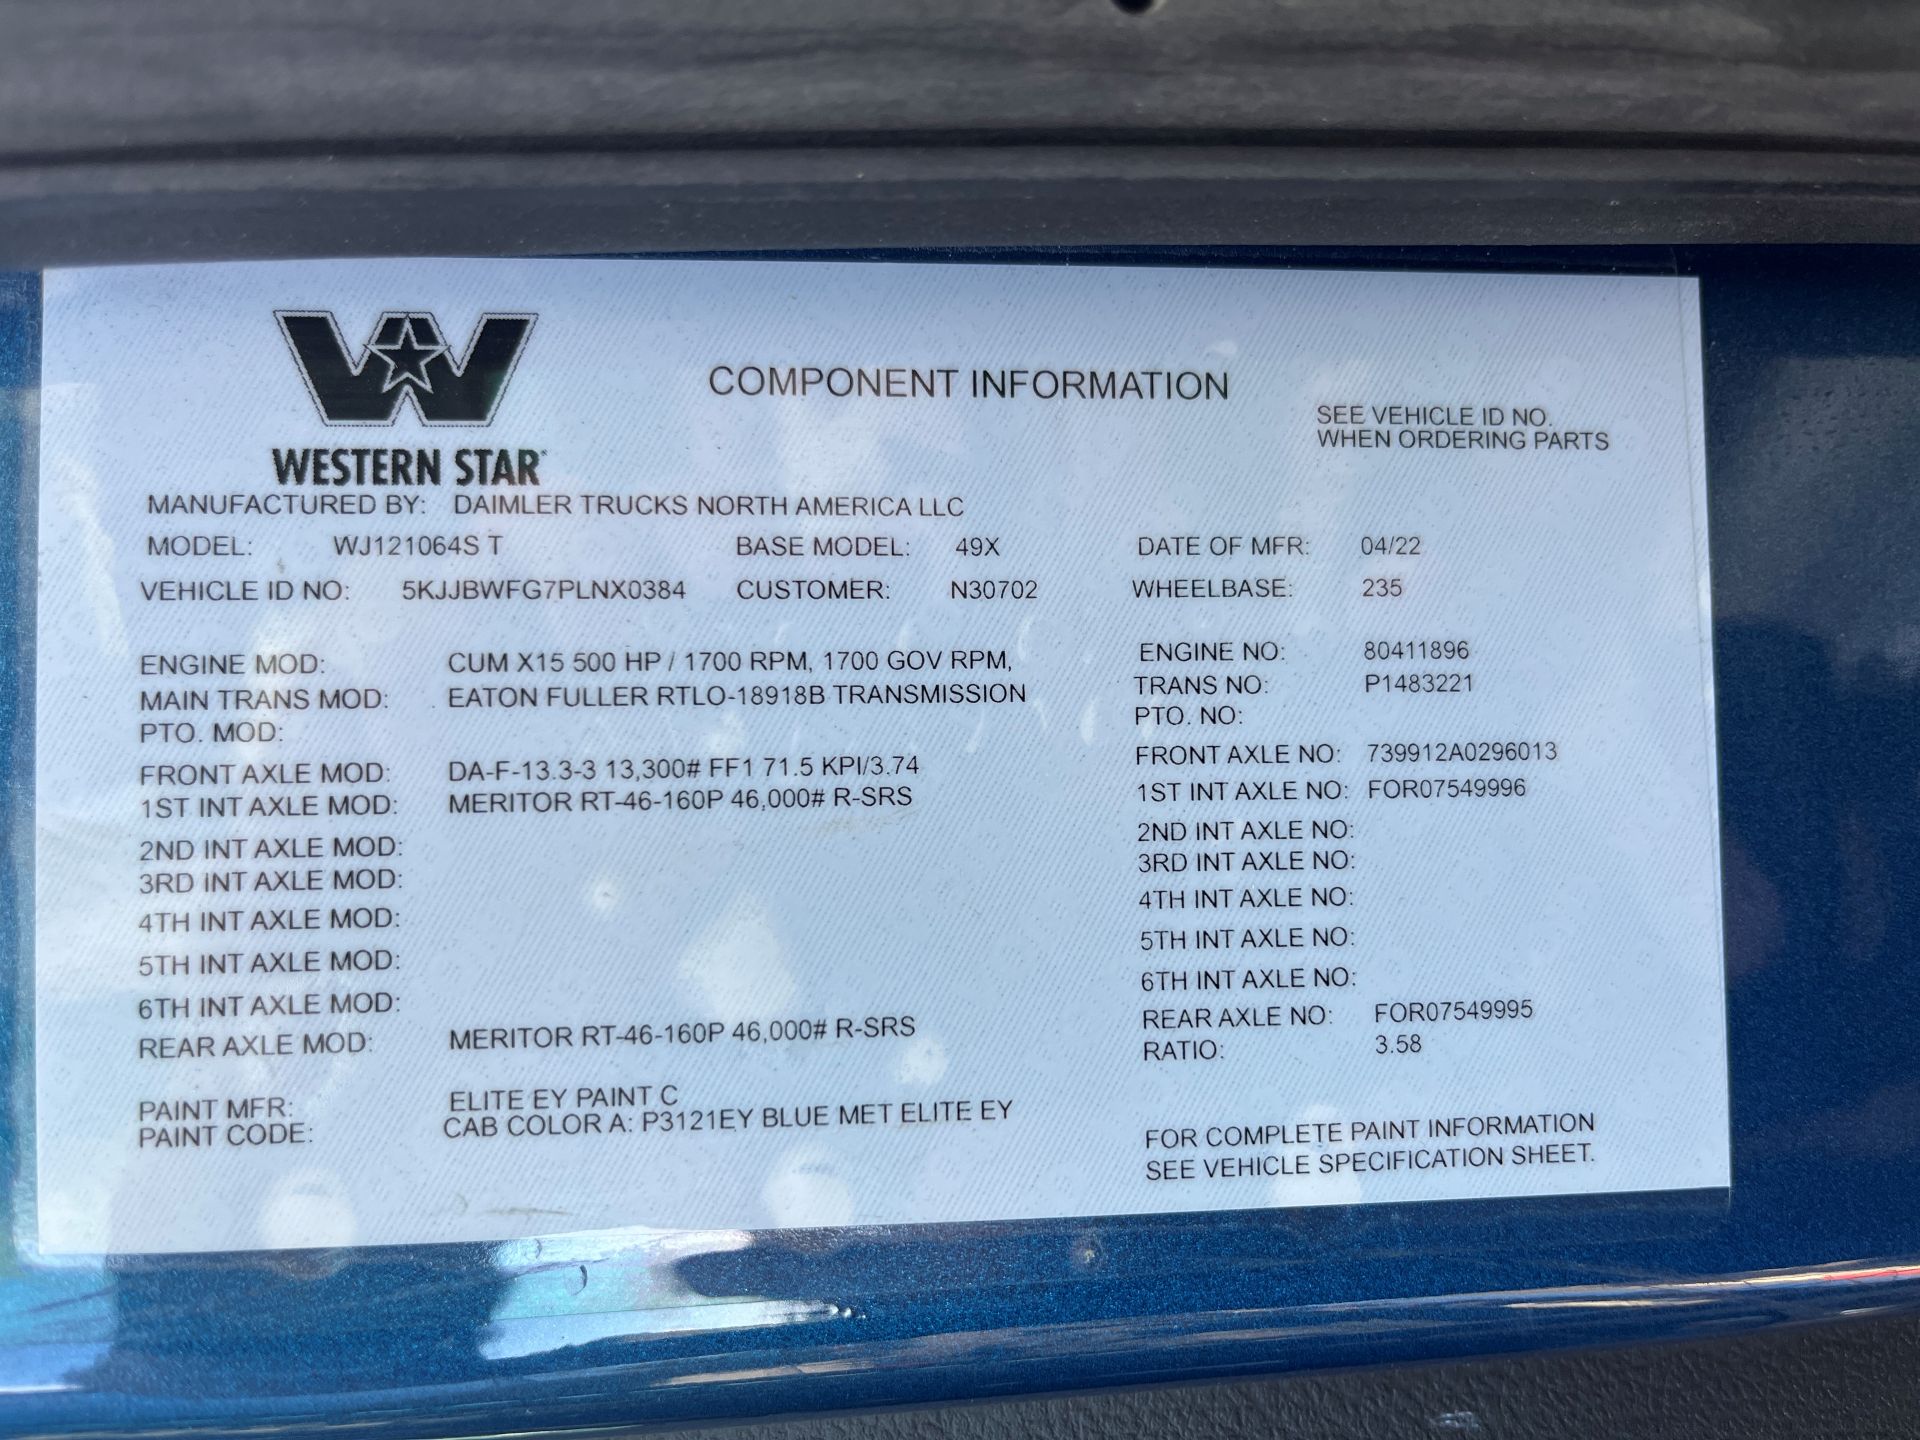 COMPONENT INFORMATION
SEE VEHICLE ID NO.
WHEN ORDERING PARTS
WESTERN STAR
MANUFACTURED BY: DAIMLER TRUCKS NORTH AMERICA LLC
MODEL: WJ121064S T BASE MODEL: 49X DATE OF MFR: 04/22
VEHICLE ID NO: 5KJJBWFG7PLNX0384 CUSTOMER: N30702 WHEELBASE: 235
ENGINE MOD: CUM X15 500 HP / 1700 RPM, 1700 GOV RPM, ENGINE NO: 80411896
MAIN TRANS MOD: EATON FULLER RTLO-18918B TRANSMISSION TRANS NO: P1483221
PTO. MOD: PTO. NO:
FRONT AXLE MOD: DA-F-13.3-3 13,300# FF1 71.5 KPI/3.74 FRONT AXLE NO: 739912A0296013
1ST INT AXLE MOD: MERITOR RT-46-160P 46,000# R-SRS 1ST INT AXLE NO: FOR07549996
2ND INT AXLE MOD: 2ND INT AXLE NO:
3RD INT AXLE MOD: 3RD INT AXLE NO:
4TH INT AXLE MOD: 4TH INT AXLE NO:
5TH INT AXLE MOD: 5TH INT AXLE NO:
6TH INT AXLE MOD: 6TH INT AXLE NO:
REAR AXLE MOD: MERITOR RT-46-160P 46,000# R-SRS REAR AXLE NO: FOR07549995
RATIO: 3.58
PAINT MFR: ELITE EY PAINT C
PAINT CODE: CAB COLOR A: P3121EY BLUE MET ELITE EY
FOR COMPLETE PAINT INFORMATION
SEE VEHICLE SPECIFICATION SHEET.